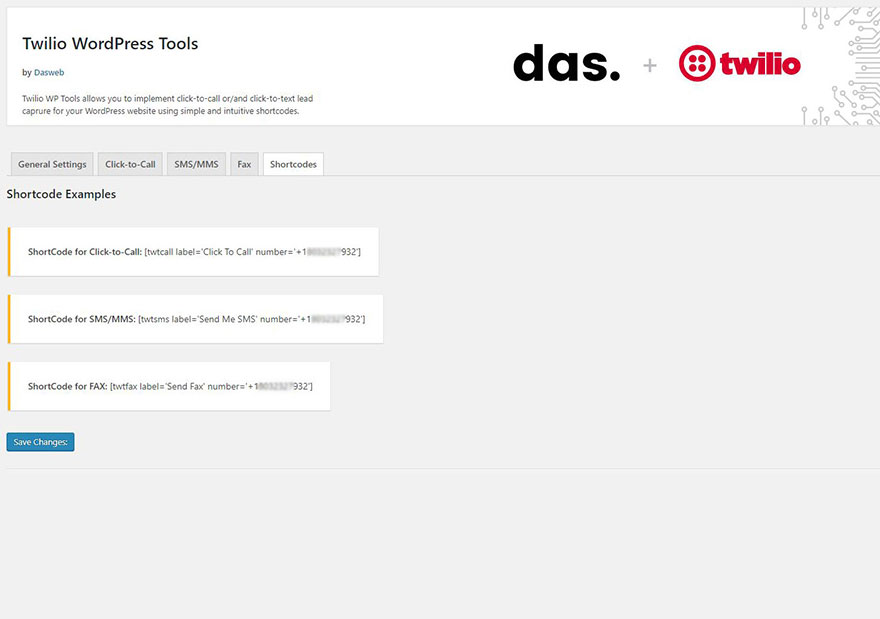 Twilio WordPress Tools
by Dasweb
Twilio WP Tools allows you to implement click-to-call or/and click-to-text lead
caprure for your WordPress website using simple and intuitive shortcodes.
das. + twilio
General Settings Click-to-Call SMS/MMS Fax Shortcodes
Shortcode Examples
ShortCode for Click-to-Call: [twtcall label='Click To Call' number='+1 932']
ShortCode for SMS/MMS: [twtsms label='Send Me SMS' number='+1 932']
ShortCode for FAX: [twtfax label='Send Fax' number='+1 932']
Save Changes: